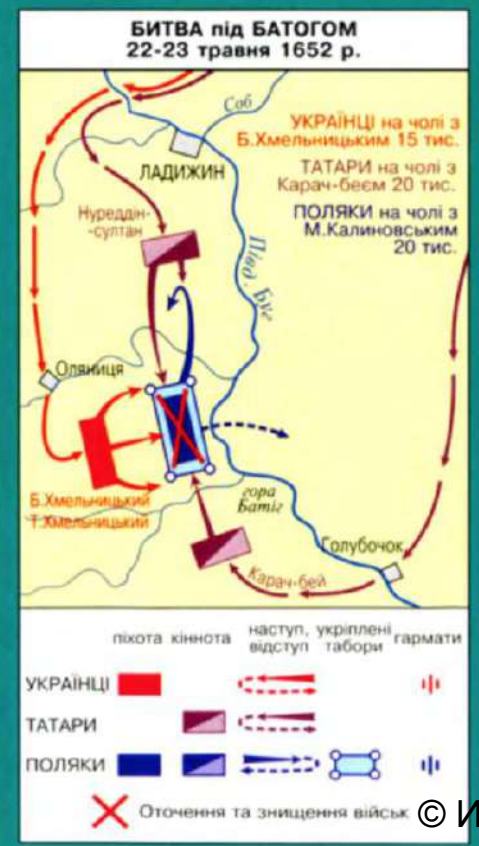 БИТВА під БАТОГОМ
22-23 травня 1652 р.
Соб
УКРАЇНЦІ на чолі з
Б.Хмельницьким 15 тис.
ЛАДИЖИН
ТАТАРИ на чолі з
Карач-беєм 20 тис.
Нуреддін-
султан
ПОЛЯКИ на чолі з
М.Калиновським
20 тис.
Півд. Буг
Оляниця
Б.Хмельницький
Т.Хмельницький
гора
Батіг
Голубочок
Карач-бей
піхота кіннота наступ, укріплені гармати
відступ табори
УКРАЇНЦІ
ТАТАРИ
ПОЛЯКИ
Оточення та знищення військ
©